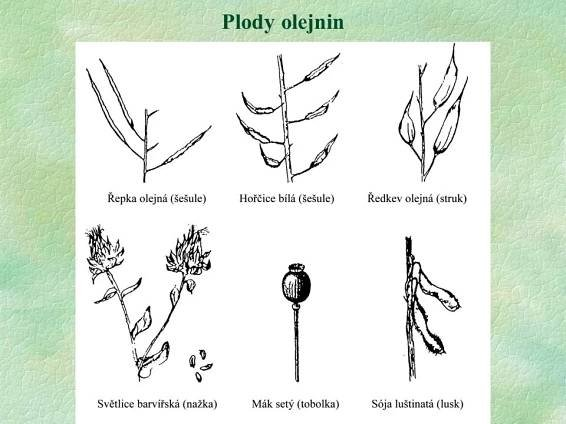 Plody olejnin
Řepka olejná (šešule) Hořčice bílá (šešule) Ředkev olejná (struk)
Světlice barvířská (nažka) Mák setý (tobolka) Sója luštinatá (lusk)